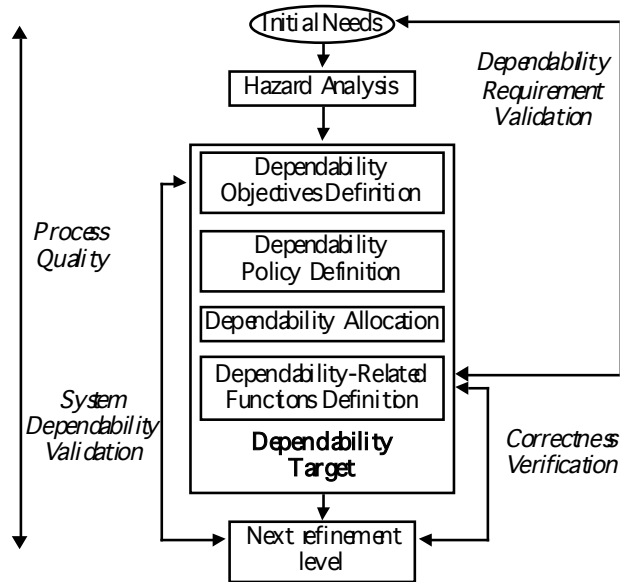 Initial Needs
Dependability
Requirement
Validation
Hazard Analysis
Dependability
Objectives Definition
Process
Quality
Dependability
Policy Definition
Dependability Allocation
Dependability-Related
Functions Definition
System
Dependability
Validation
Dependability
Target
Correctness
Verification
Next refinement
level